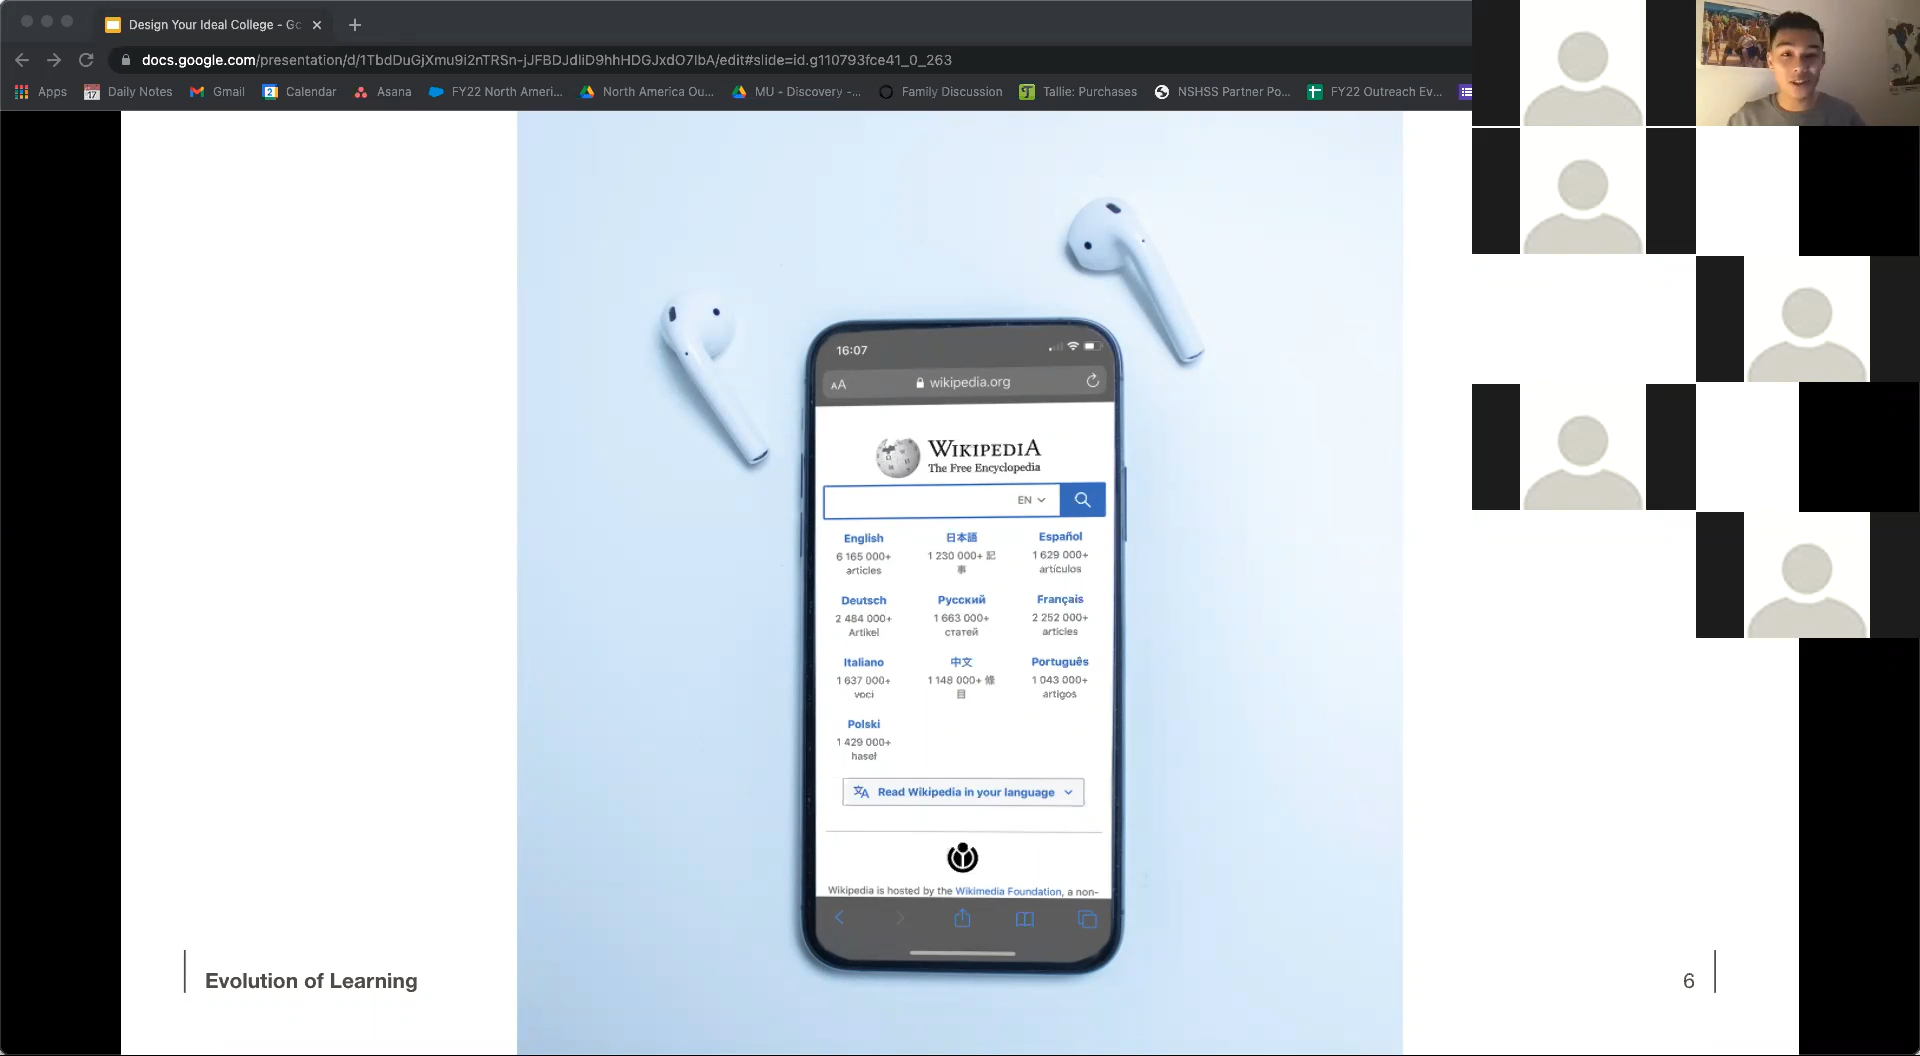 Design Your Ideal College - Go
docs.google.com/presentation/d/1TbdDuGjXmu9i2nTRSn-jJFBDJdliD9hhHDGJxdO7lbA/edit#slide=id.g110793fce41_0_263
Apps
17
Daily Notes
Gmail
2
Calendar
Asana
FY22 North Ameri...
North America Ou...
MU - Discovery -...
Family Discussion
Tallie: Purchases
NSHSS Partner Po...
FY22 Outreach Ev...
16:07
AA
wikipedia.org
WIKIPEDIA
The Free Encyclopedia
EN
English
6 165 000+
articles
日本語
1 230 000+ 記
事
Español
1 629 000+
artículos
Deutsch
2 484 000+
Artikel
Русский
1 663 000+
статей
Français
2 252 000+
articles
Italiano
1 637 000+
voci
中文
1 148 000+ 條
目
Português
1 043 000+
artigos
Polski
1 429 000+
haseł
Read Wikipedia in your language
Wikipedia is hosted by the Wikimedia Foundation, a non-
Evolution of Learning
6